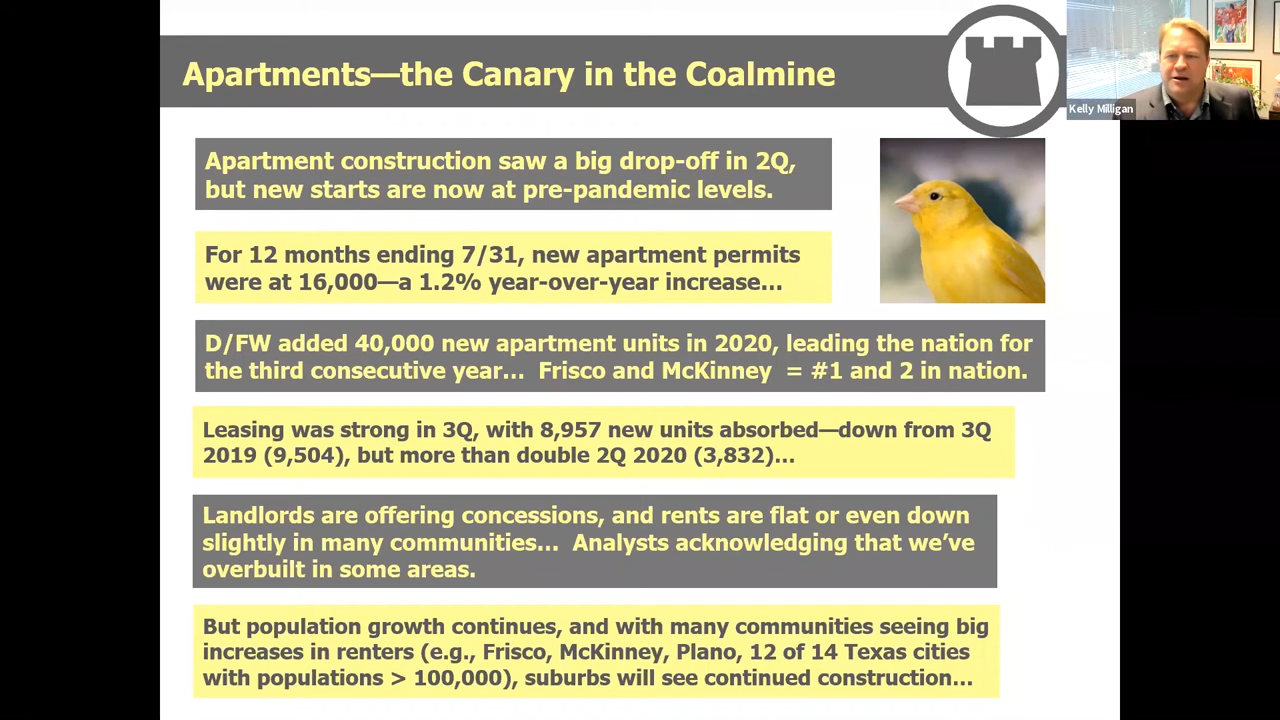 Apartments—the Canary in the Coalmine
Kelly Milligan
Apartment construction saw a big drop-off in 2Q,
but new starts are now at pre-pandemic levels.
For 12 months ending 7/31, new apartment permits
were at 16,000—a 1.2% year-over-year increase...
D/FW added 40,000 new apartment units in 2020, leading the nation for
the third consecutive year... Frisco and McKinney = #1 and 2 in nation.
Leasing was strong in 3Q, with 8,957 new units absorbed—down from 3Q
2019 (9,504), but more than double 2Q 2020 (3,832)...
Landlords are offering concessions, and rents are flat or even down
slightly in many communities... Analysts acknowledging that we've
overbuilt in some areas.
But population growth continues, and with many communities seeing big
increases in renters (e.g., Frisco, McKinney, Plano, 12 of 14 Texas cities
with populations > 100,000), suburbs will see continued construction...